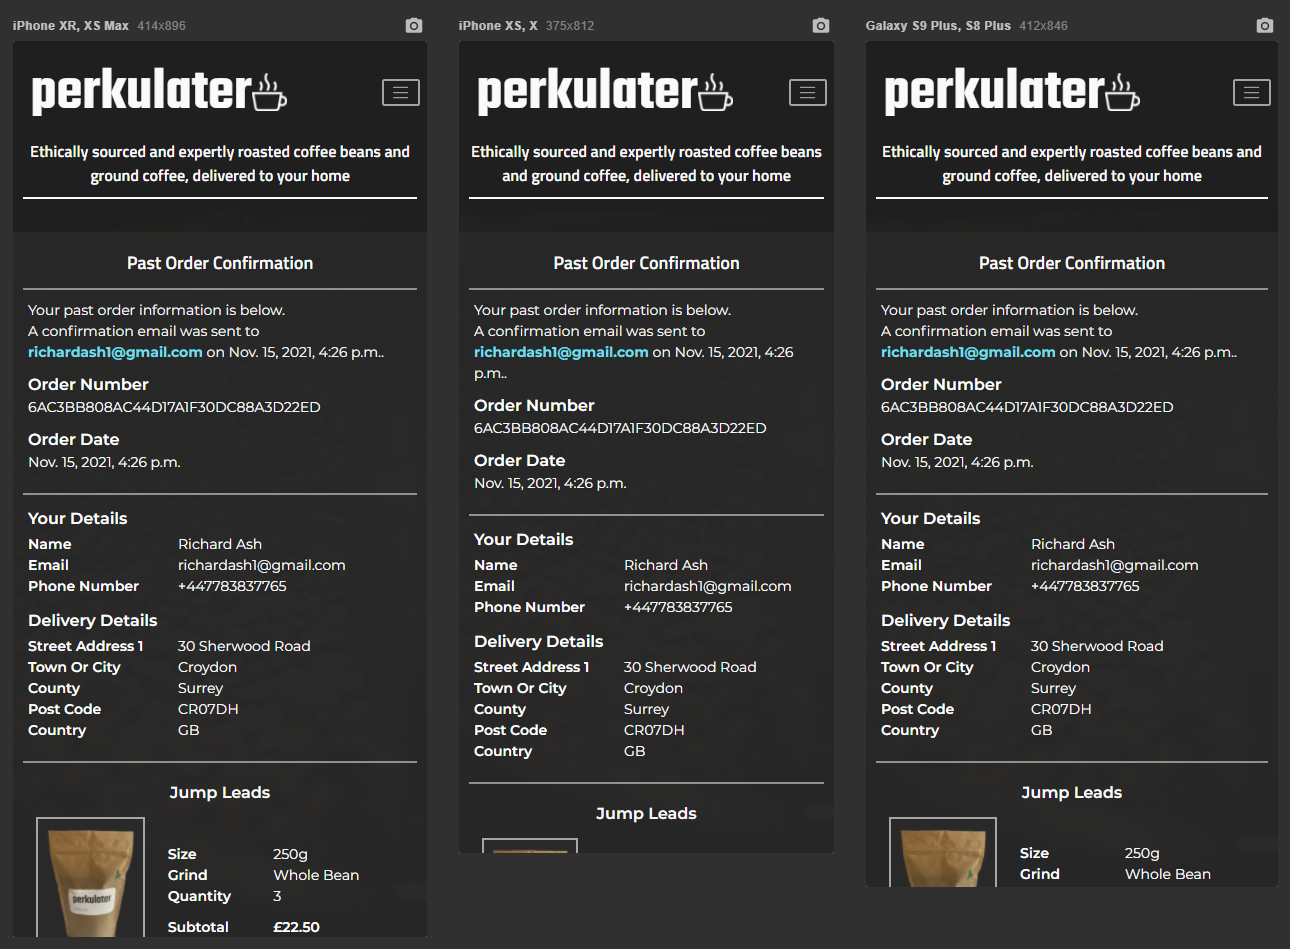 iPhone XR, XS Max 414x896
perkulater
Ethically sourced and expertly roasted coffee beans and
ground coffee, delivered to your home
Past Order Confirmation
Your past order information is below.
A confirmation email was sent to
richardash1@gmail.com on Nov. 15, 2021, 4:26 p.m..
Order Number
6AC3BB808AC44D17A1F30DC88A3D22ED
Order Date
Nov. 15, 2021, 4:26 p.m.
Your Details
Name Richard Ash
Email richardash1@gmail.com
Phone Number +447783837765
Delivery Details
Street Address 1 30 Sherwood Road
Town Or City Croydon
County Surrey
Post Code CR07DH
Country GB
Jump Leads
perkulater
Size 250g
Grind Whole Bean
Quantity 3
Subtotal £22.50
iPhone XS, X 375x812
perkulater
Ethically sourced and expertly roasted coffee beans
and ground coffee, delivered to your home
Past Order Confirmation
Your past order information is below.
A confirmation email was sent to
richardash1@gmail.com on Nov. 15, 2021, 4:26
p.m..
Order Number
6AC3BB808AC44D17A1F30DC88A3D22ED
Order Date
Nov. 15, 2021, 4:26 p.m.
Your Details
Name Richard Ash
Email richardash1@gmail.com
Phone Number +447783837765
Delivery Details
Street Address 1 30 Sherwood Road
Town Or City Croydon
County Surrey
Post Code CR07DH
Country GB
Jump Leads
Galaxy S9 Plus, S8 Plus 412x846
perkulater
Ethically sourced and expertly roasted coffee beans and
ground coffee, delivered to your home
Past Order Confirmation
Your past order information is below.
A confirmation email was sent to
richardash1@gmail.com on Nov. 15, 2021, 4:26 p.m..
Order Number
6AC3BB808AC44D17A1F30DC88A3D22ED
Order Date
Nov. 15, 2021, 4:26 p.m.
Your Details
Name Richard Ash
Email richardash1@gmail.com
Phone Number +447783837765
Delivery Details
Street Address 1 30 Sherwood Road
Town Or City Croydon
County Surrey
Post Code CR07DH
Country GB
Jump Leads
Size 250g
Grind Whole Bean